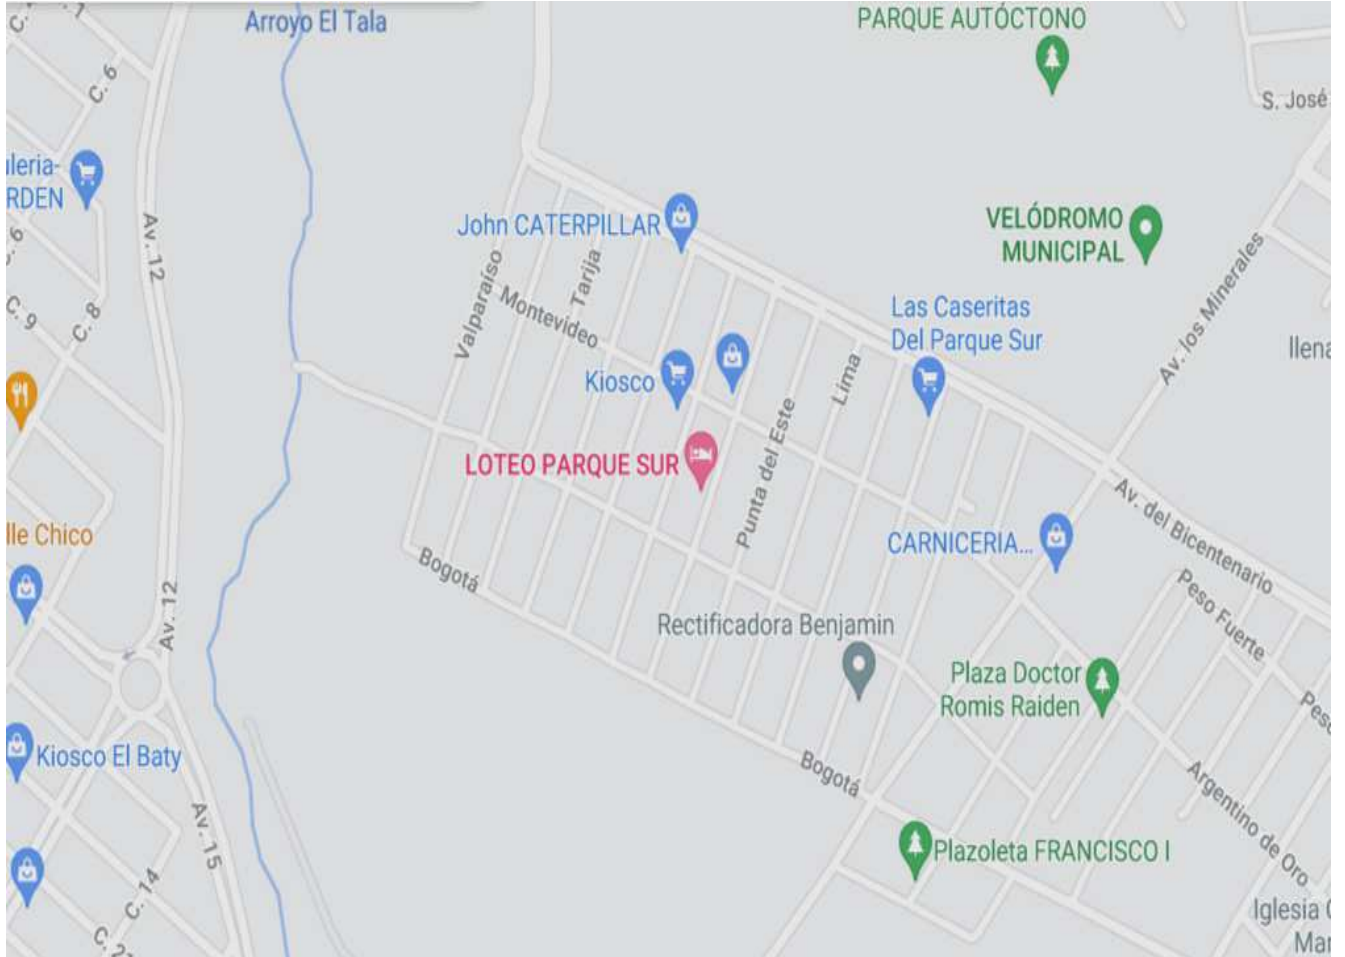 Arroyo El Tala
PARQUE AUTÓCTONO
C. 6
S. José
RDEN
Av. 12
John CATERPILLAR
VELÓDROMO
MUNICIPAL
Valparaíso
Tarija
Montevideo
Av. los Minerales
Las Caseritas
Del Parque Sur
C. 9
C. 8
Kiosco
Lima
Punta del Este
LOTEO PARQUE SUR
Av. del Bicentenario
lle Chico
CARNICERIA...
Bogotá
Av. 12
Peso Fuerte
Rectificadora Benjamin
Plaza Doctor
Romis Raiden
Kiosco El Baty
Bogotá
Argentino de Oro
Av. 15
Plazoleta FRANCISCO I
C. 14
Iglesia